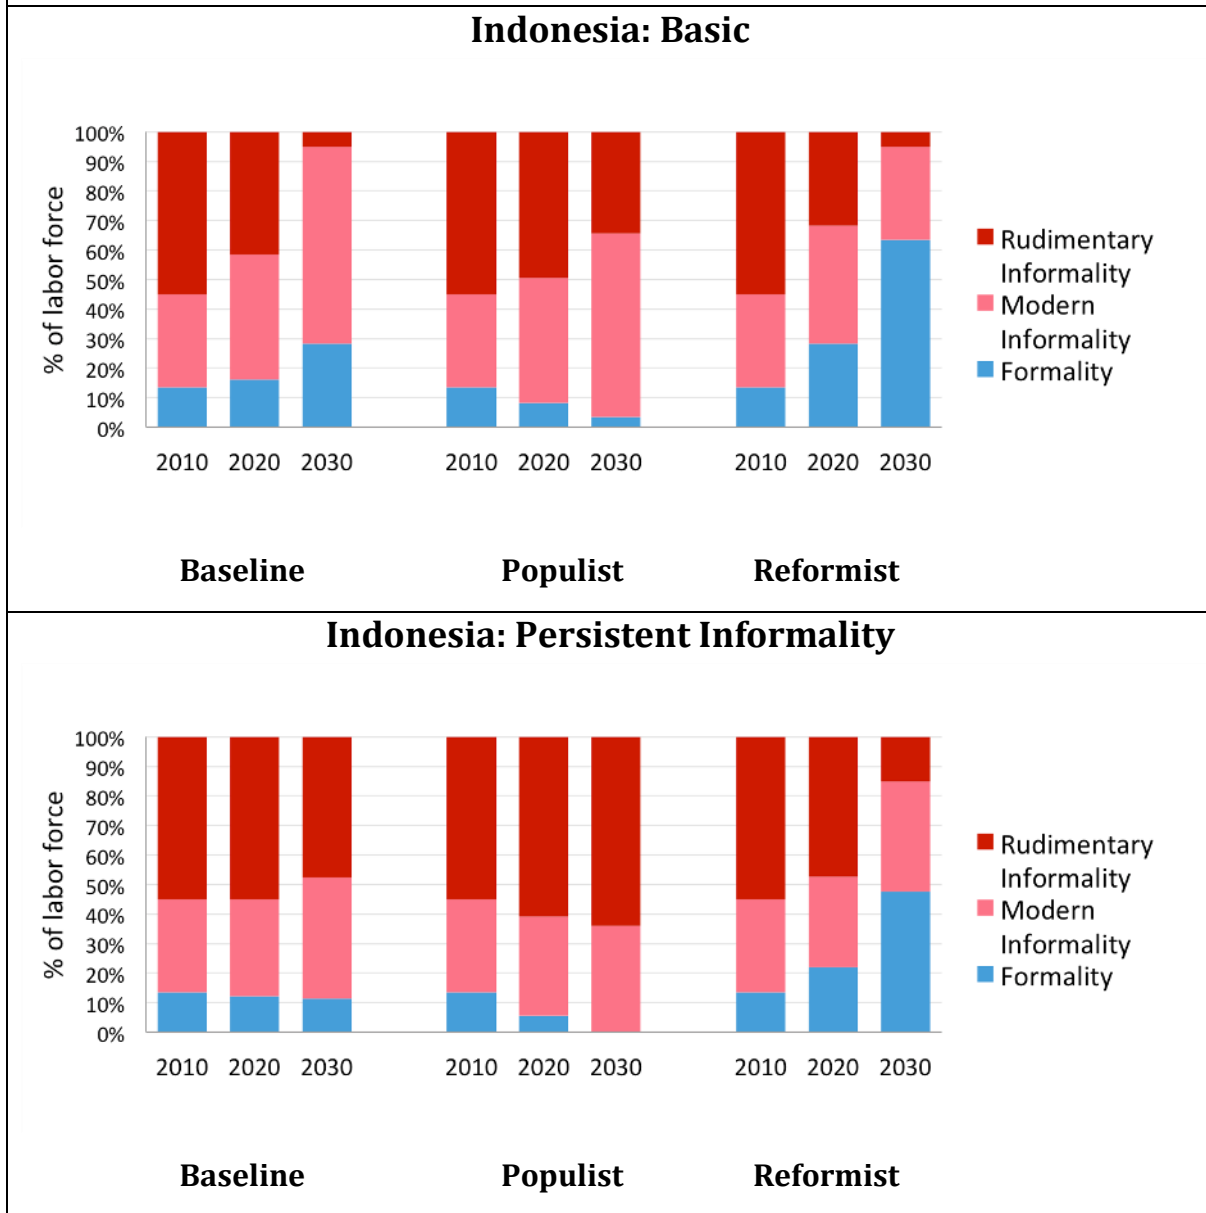 Indonesia: Basic
100%
90%
80%
70%
60%
50%
40%
30%
20%
10%
0%
% of labor force
2010 2020 2030
2010 2020 2030
2010 2020 2030
Rudimentary
Informality
Modern
Informality
Formality
Baseline
Populist
Reformist
Indonesia: Persistent Informality
100%
90%
80%
70%
60%
50%
40%
30%
20%
10%
0%
% of labor force
2010 2020 2030
2010 2020 2030
2010 2020 2030
Rudimentary
Informality
Modern
Informality
Formality
Baseline
Populist
Reformist